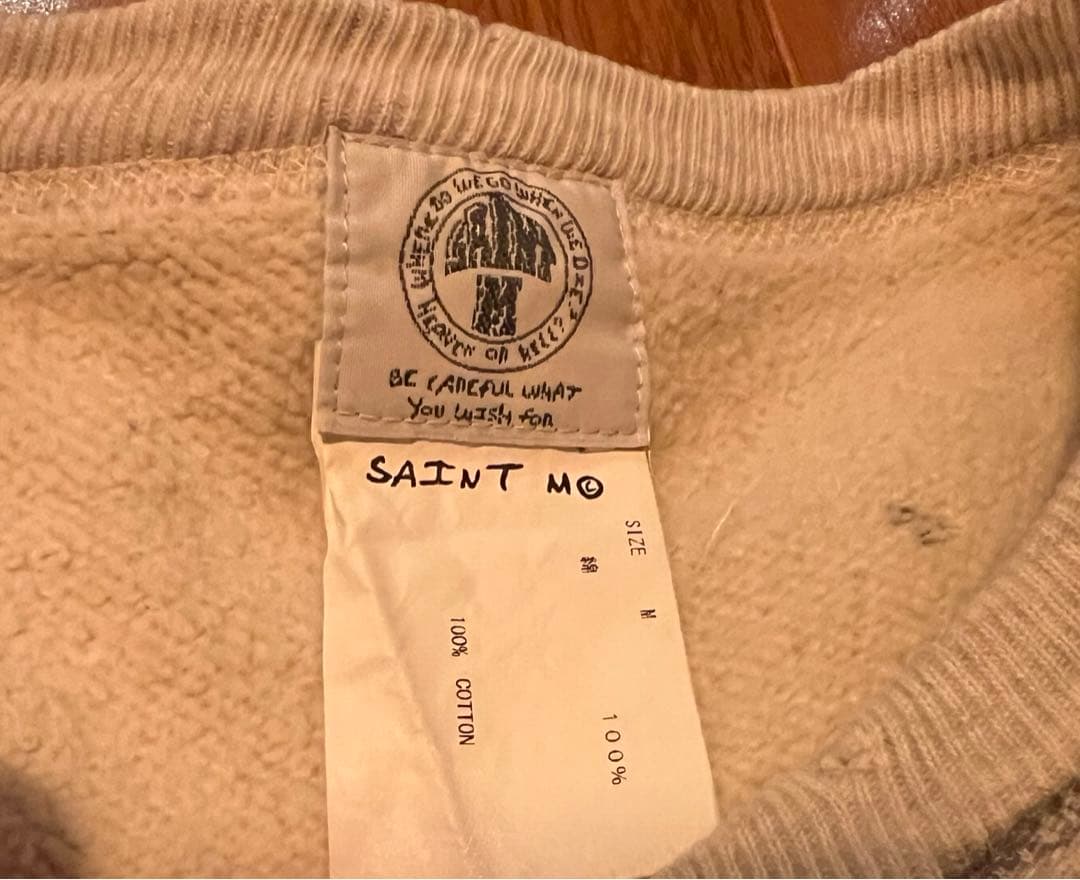 WHERE DO WE GO WHEN WE DIE?
HEAVEN OR HELL?
SAINT
M
BE CAREFUL WHAT
YOU WISH FOR
SAINT M©
SIZE M
綿 100%
100% COTTON